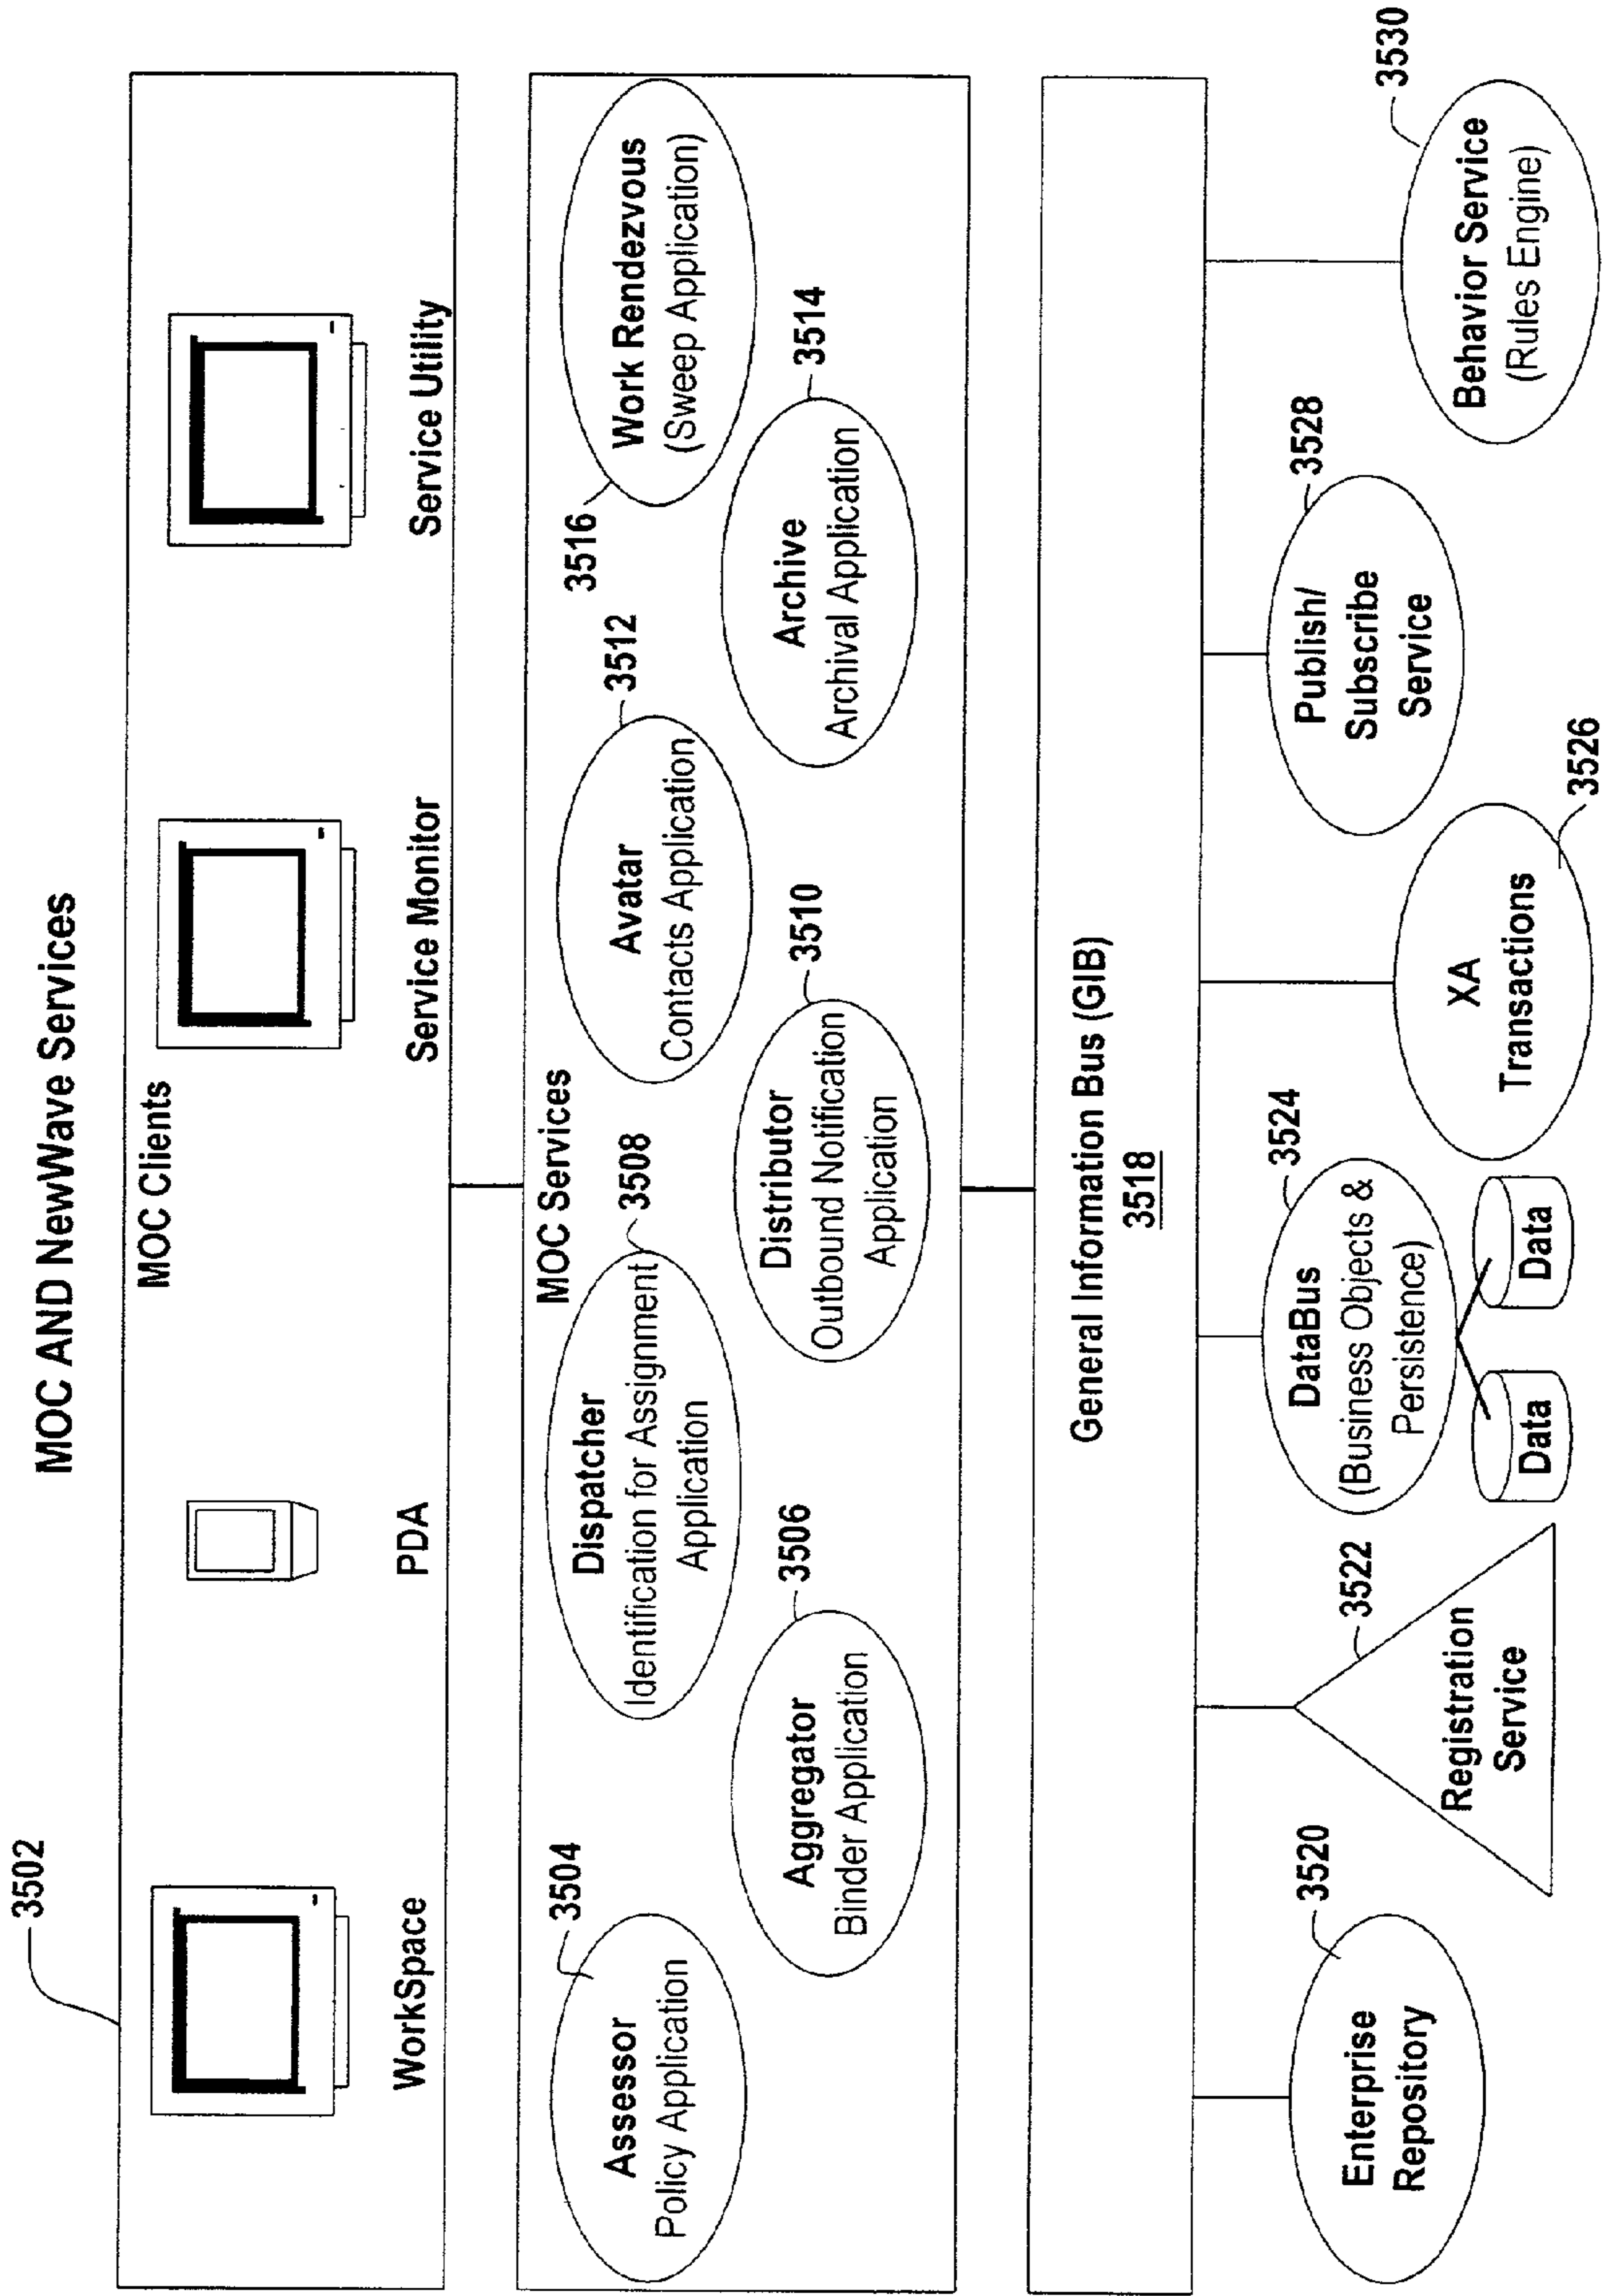 MOC AND NewWave Services
3502
MOC Clients
WorkSpace
PDA
Service Monitor
Service Utility
MOC Services
3504
Assessor
Policy Application
3506
Aggregator
Binder Application
3508
Dispatcher
Identification for Assignment
Application
3510
Distributor
Outbound Notification
Application
3512
Avatar
Contacts Application
3514
Archive
Archival Application
3516
Work Rendezvous
(Sweep Application)
General Information Bus (GIB)
3518
3520
Enterprise
Repository
3522
Registration
Service
3524
DataBus
(Business Objects &
Persistence)
Data
Data
3526
XA
Transactions
3528
Publish/
Subscribe
Service
3530
Behavior Service
(Rules Engine)